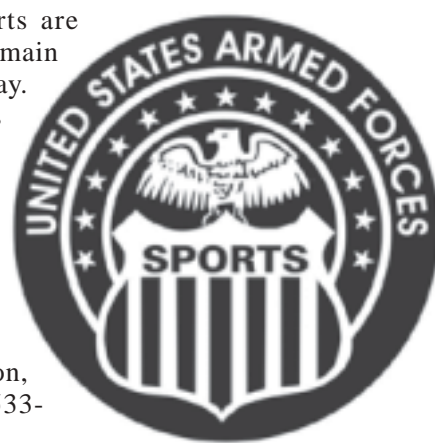 rts are
main
ay.
UNITED STATES ARMED FORCES
SPORTS
on,
33-